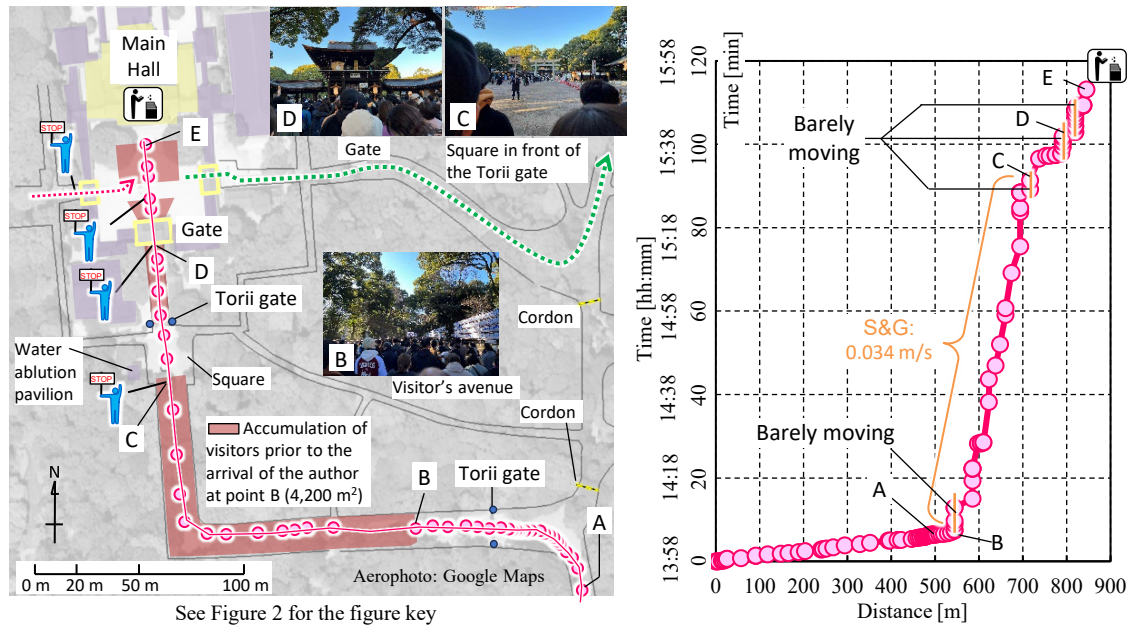 Main
Hall
STOP
E
D
Gate
C
Square in front of
the Torii gate
STOP
Gate
STOP
D
Torii gate
B
Visitor's avenue
Cordon
Water
ablution
pavilion
STOP
Square
C
Accumulation of
visitors prior to the
arrival of the author
at point B (4,200 m²)
Cordon
N
B
Torii gate
A
0 m 20 m 50 m 100 m
Aerophoto: Google Maps
See Figure 2 for the figure key
Time [hh:mm]
13:58
14:18
14:38
14:58
15:18
15:38
15:58
Time [min]
0
20
40
60
80
100
120
E
D
Barely
moving
C
S&G:
0.034 m/s
Barely moving
A
B
0 100 200 300 400 500 600 700 800 900
Distance [m]